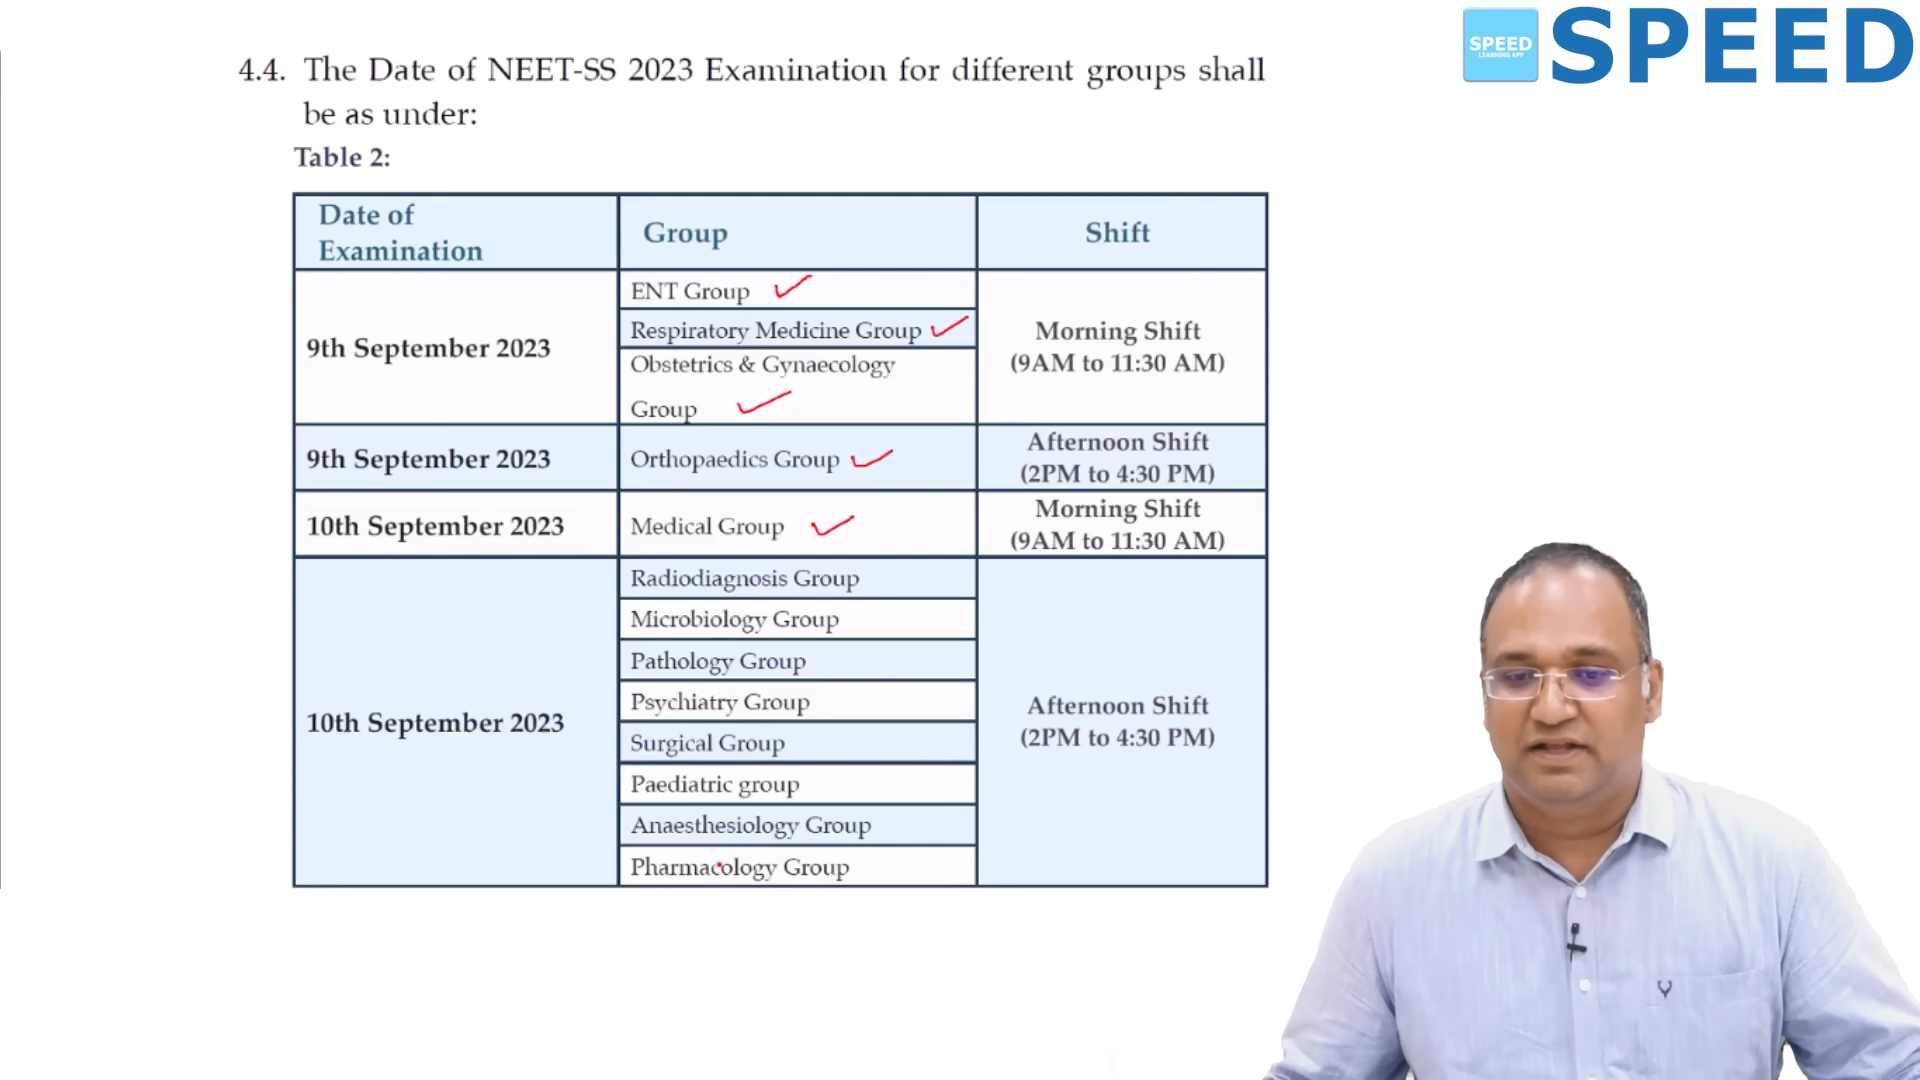 SPEED
LEARNING APP
SPEED
4.4. The Date of NEET-SS 2023 Examination for different groups shall
be as under:
Table 2:
Date of
Examination
Group
Shift
9th September 2023
ENT Group
Respiratory Medicine Group
Obstetrics & Gynaecology
Group
Morning Shift
(9AM to 11:30 AM)
9th September 2023
Orthopaedics Group
Afternoon Shift
(2PM to 4:30 PM)
10th September 2023
Medical Group
Morning Shift
(9AM to 11:30 AM)
10th September 2023
Radiodiagnosis Group
Microbiology Group
Pathology Group
Psychiatry Group
Surgical Group
Paediatric group
Anaesthesiology Group
Pharmacology Group
Afternoon Shift
(2PM to 4:30 PM)